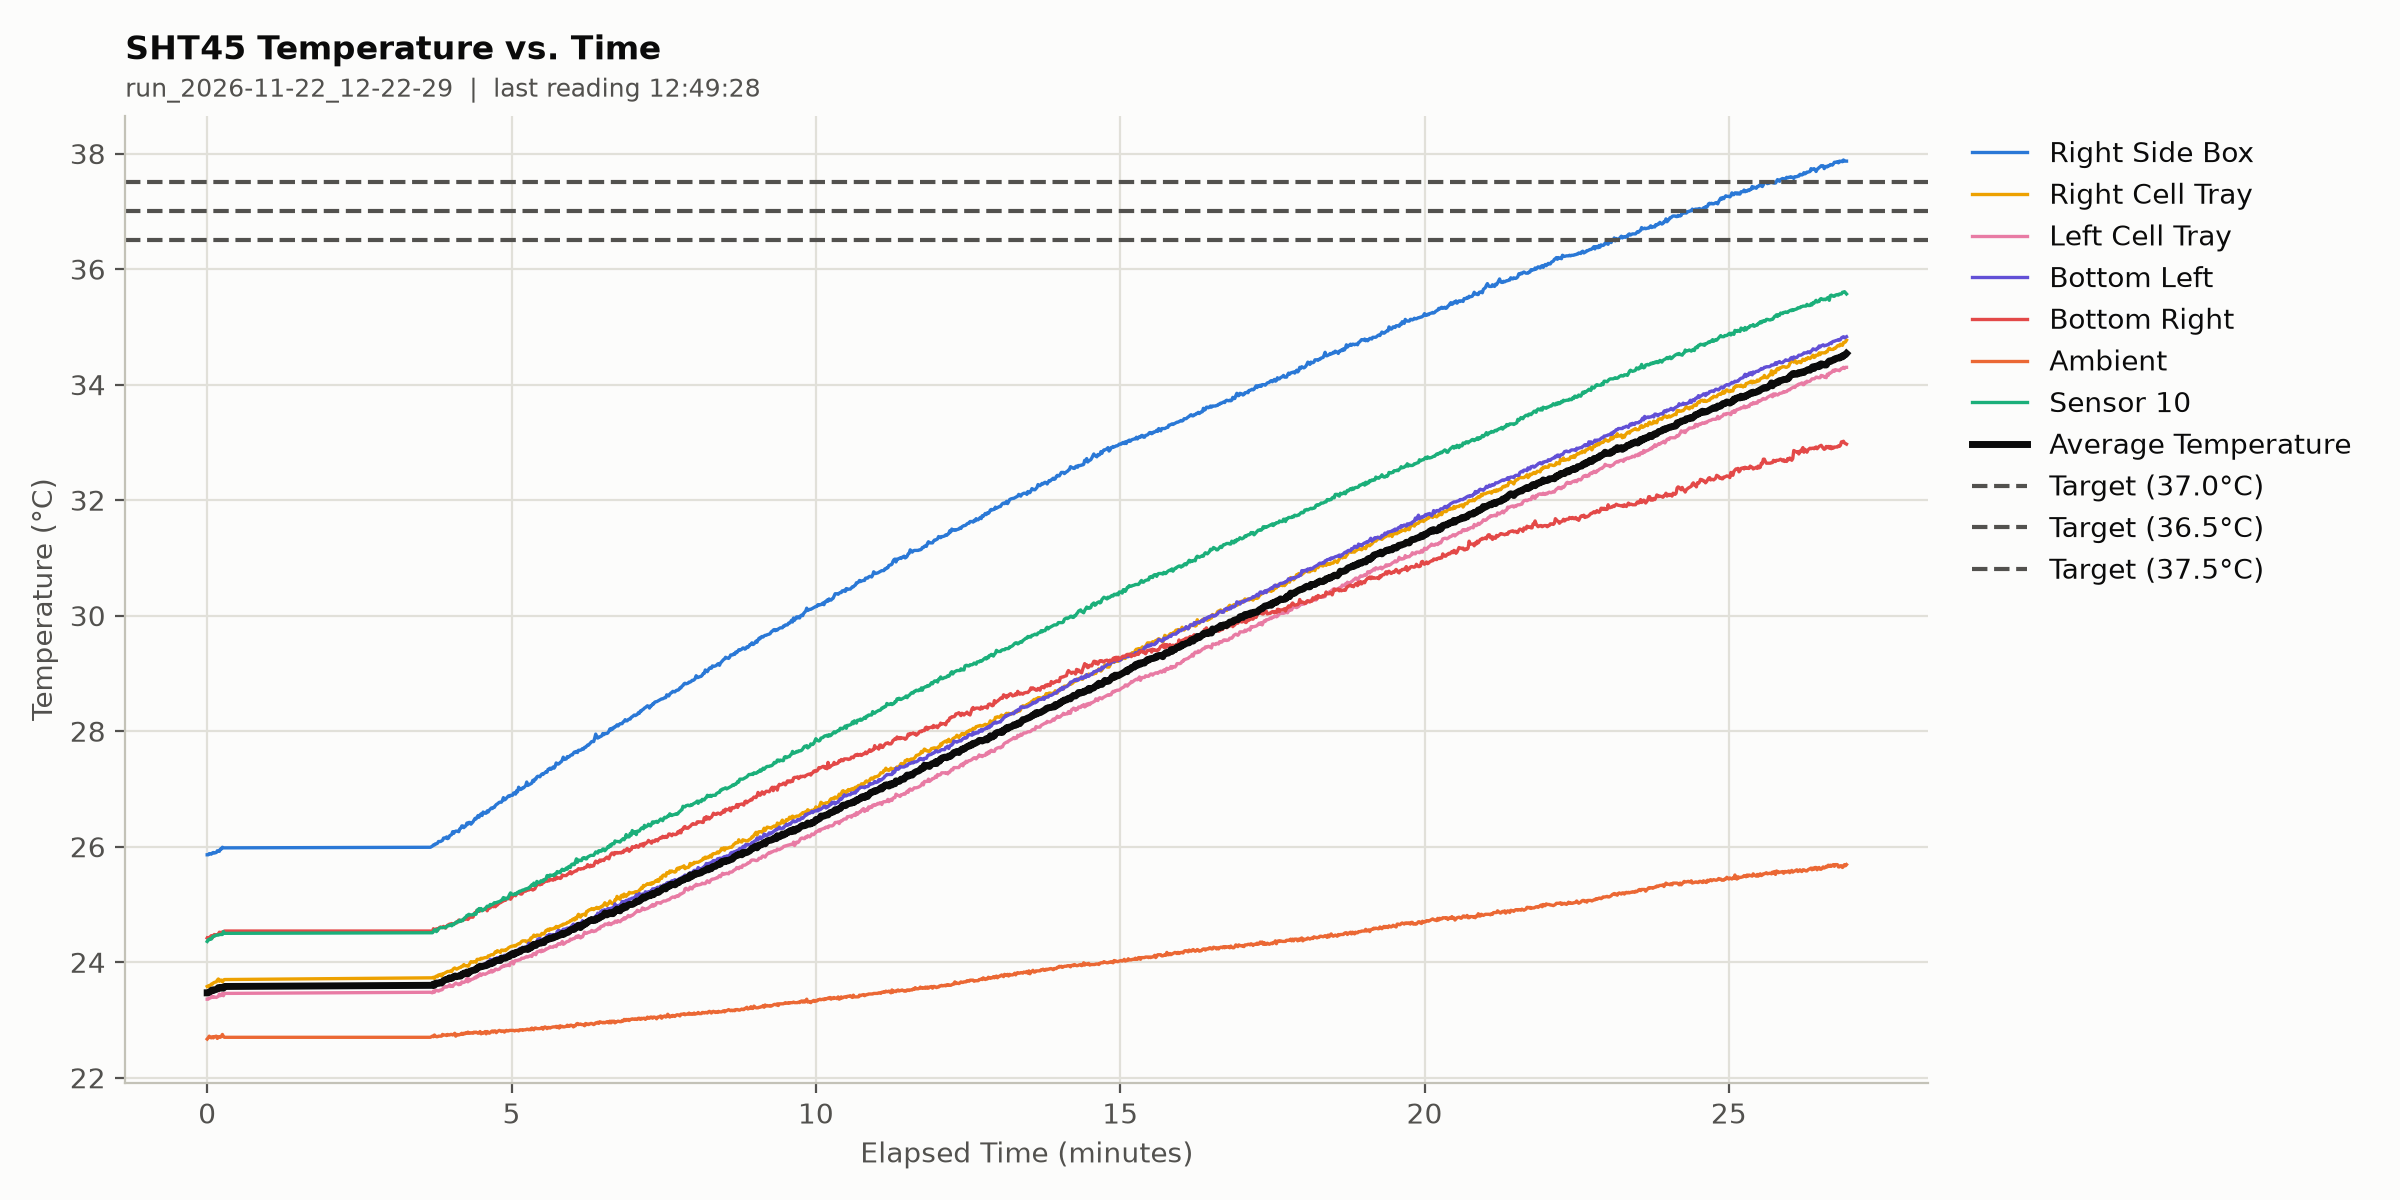 SHT45 Temperature vs. Time
run_2026-11-22_12-22-29 | last reading 12:49:28
Temperature (°C)
38
36
34
32
30
28
26
24
22
0 5 10 15 20 25
Elapsed Time (minutes)
Right Side Box
Right Cell Tray
Left Cell Tray
Bottom Left
Bottom Right
Ambient
Sensor 10
Average Temperature
Target (37.0°C)
Target (36.5°C)
Target (37.5°C)